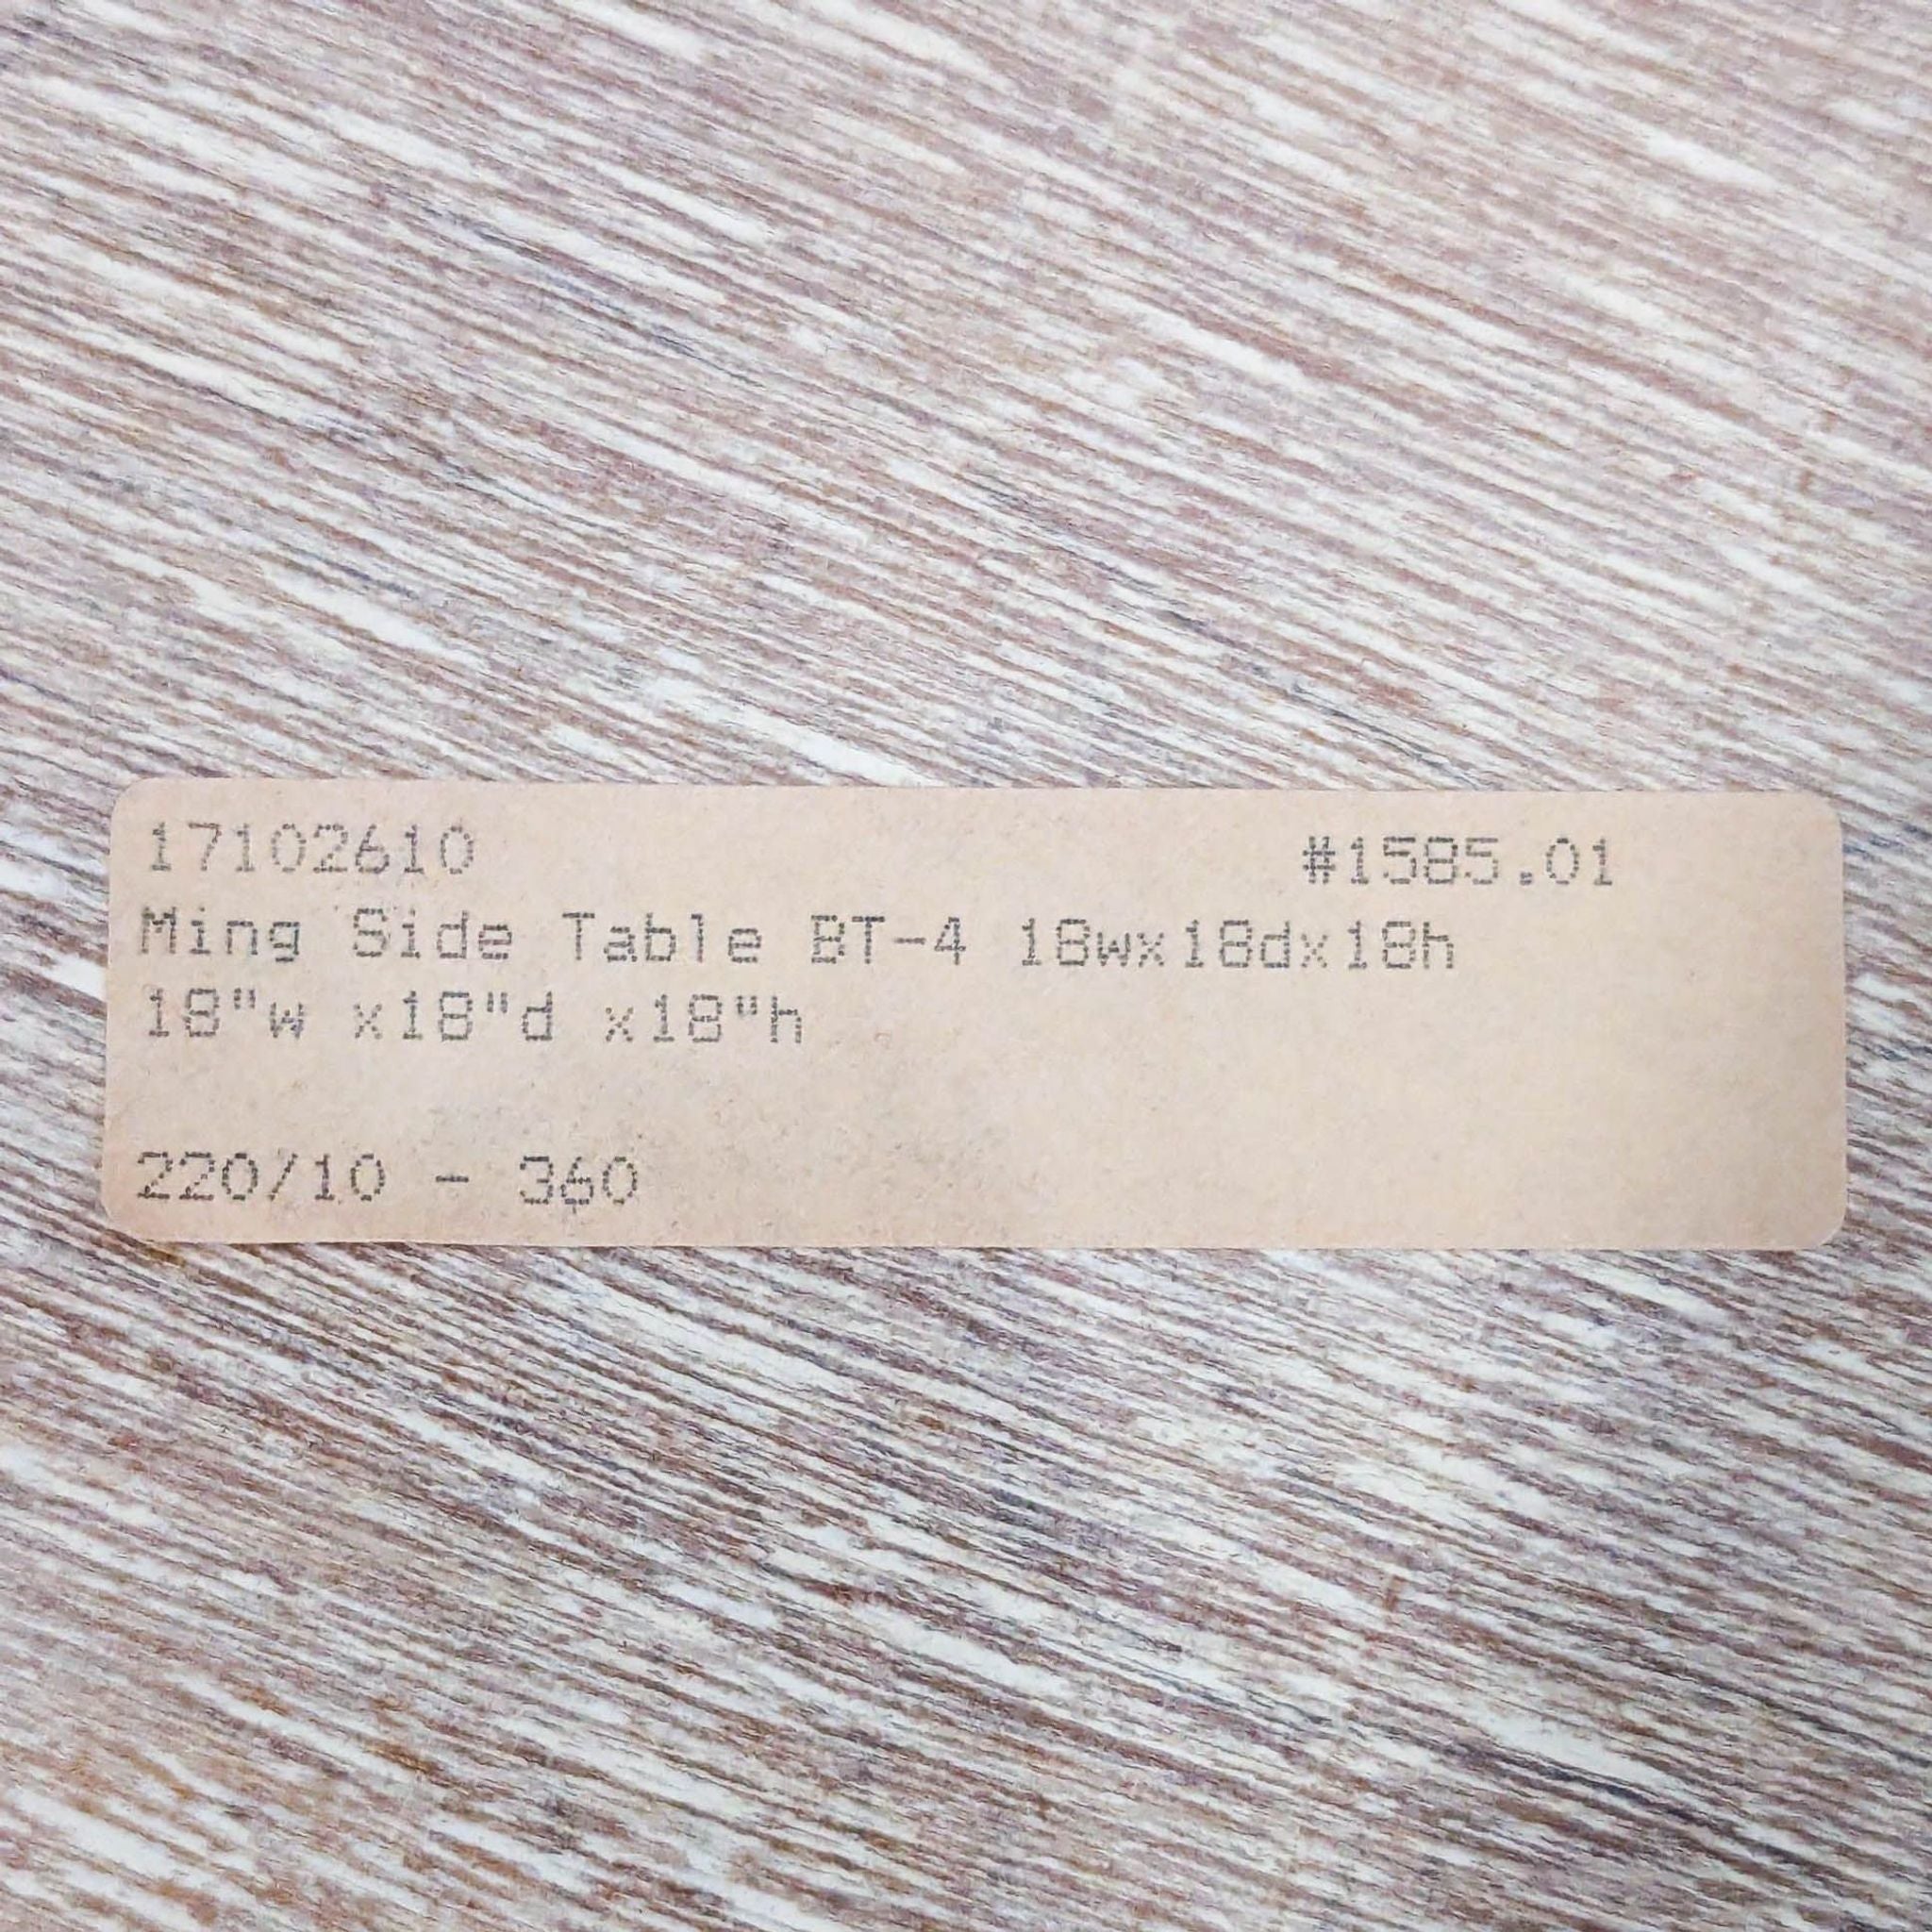 17102610 #1585.01
Ming Side Table BT-4 18wx18dx18h
18"w x18"d x18"h
220/10 - 360